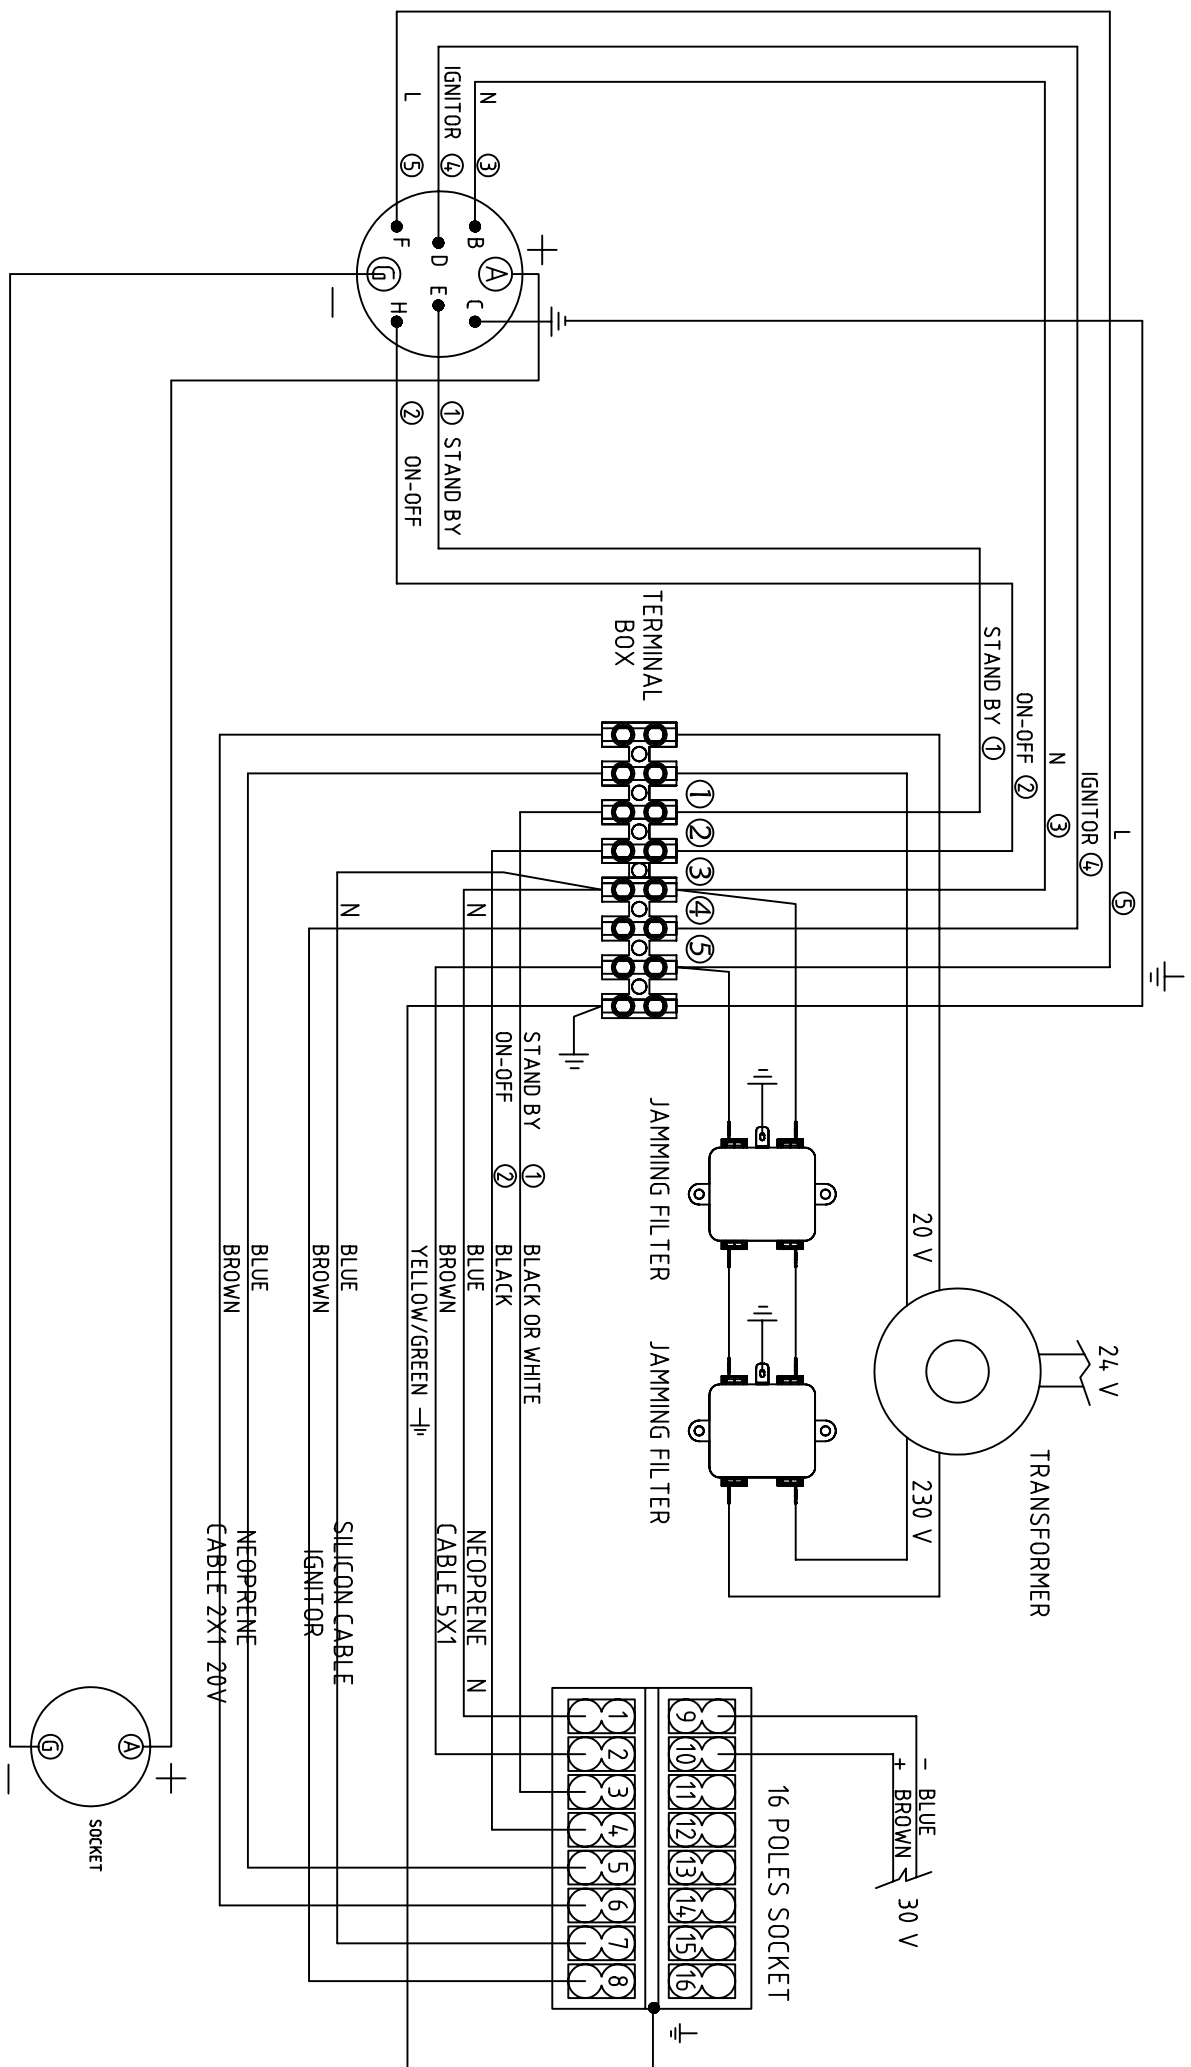 L
5
IGNITOR 4
N
3
F
D
B
G
A
H
E
C
+
-
2 ON-OFF
1 STAND BY
TERMINAL
BOX
STAND BY 1
ON-OFF 2
N 3
IGNITOR 4
L 5
1
2
3
4
5
N
N
STAND BY 1
ON-OFF 2
BLACK OR WHITE
BLACK
BLUE
BROWN
YELLOW/GREEN
BLUE
BROWN
BLUE
BROWN
NEOPRENE N
CABLE 5X1
SILICON CABLE
IGNITOR
NEOPRENE
CABLE 2X1 20V
JAMMING FILTER
JAMMING FILTER
20 V
230 V
24 V
TRANSFORMER
16 POLES SOCKET
1
2
3
4
5
6
7
8
9
10
11
12
13
14
15
16
- BLUE
+ BROWN
30 V
A
G
+
-
SOCKET